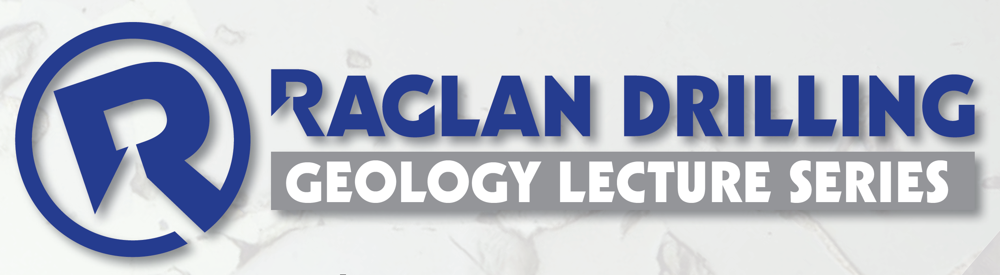 R
RAGLAN DRILLING
GEOLOGY LECTURE SERIES